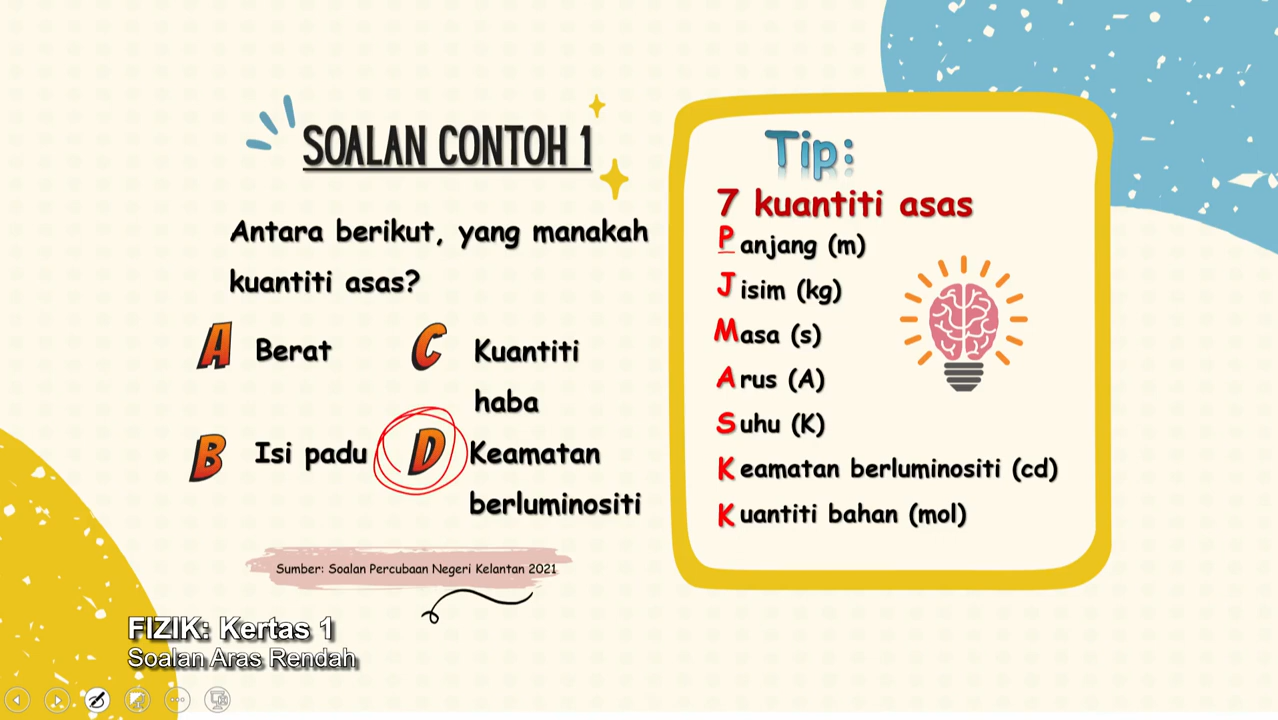 SOALAN CONTOH 1
Antara berikut, yang manakah
kuantiti asas?
A Berat
B Isi padu
C Kuantiti
haba
D Keamatan
berluminositi
Sumber: Soalan Percubaan Negeri Kelantan 2021
Tip:
7 kuantiti asas
Panjang (m)
Jisim (kg)
Masa (s)
Arus (A)
Suhu (K)
Keamatan berluminositi (cd)
Kuantiti bahan (mol)
FIZIK: Kertas 1
Soalan Aras Rendah